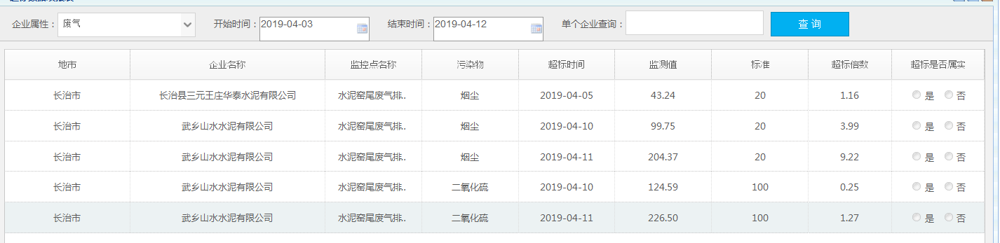 企业属性： 废气 开始时间： 2019-04-03 结束时间： 2019-04-12 单个企业查询： 查 询
地市 企业名称 监控点名称 污染物 超标时间 监测值 标准 超标倍数 超标是否属实
长治市 长治县三元王庄华泰水泥有限公司 水泥窑尾废气排.. 烟尘 2019-04-05 43.24 20 1.16 是 否
长治市 武乡山水水泥有限公司 水泥窑尾废气排.. 烟尘 2019-04-10 99.75 20 3.99 是 否
长治市 武乡山水水泥有限公司 水泥窑尾废气排.. 烟尘 2019-04-11 204.37 20 9.22 是 否
长治市 武乡山水水泥有限公司 水泥窑尾废气排.. 二氧化硫 2019-04-10 124.59 100 0.25 是 否
长治市 武乡山水水泥有限公司 水泥窑尾废气排.. 二氧化硫 2019-04-11 226.50 100 1.27 是 否